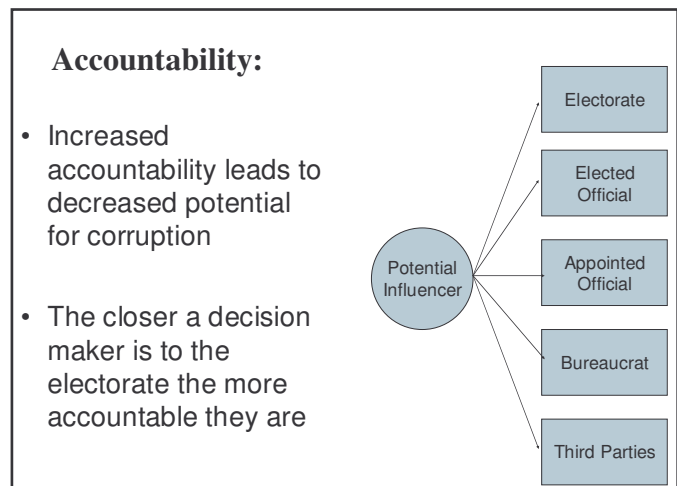 Accountability:
• Increased
accountability leads to
decreased potential
for corruption
• The closer a decision
maker is to the
electorate the more
accountable they are
Potential
Influencer
Electorate
Elected
Official
Appointed
Official
Bureaucrat
Third Parties